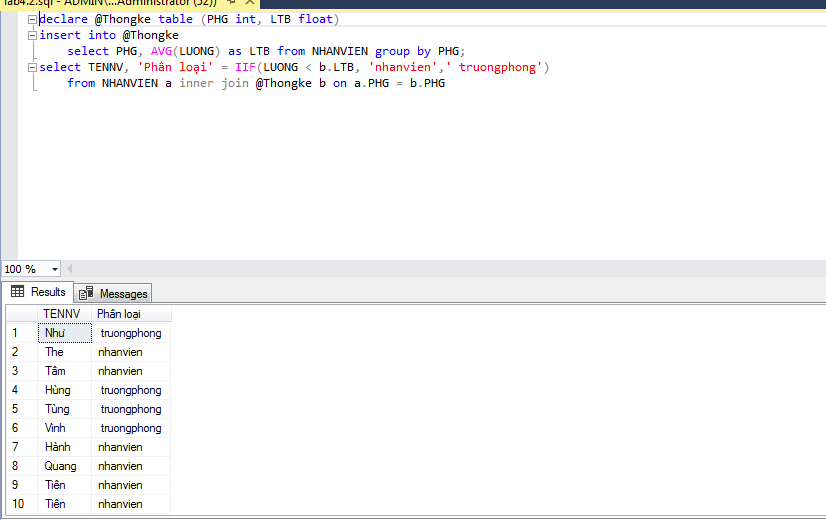 lab4.2.sql - ADMIN\...Administrator (52))
declare @Thongke table (PHG int, LTB float)
insert into @Thongke
select PHG, AVG(LUONG) as LTB from NHANVIEN group by PHG;
select TENNV, 'Phân loại' = IIF(LUONG < b.LTB, 'nhanvien',' truongphong')
from NHANVIEN a inner join @Thongke b on a.PHG = b.PHG
100 %
Results Messages
TENNV Phân loại
1 Như truongphong
2 The nhanvien
3 Tâm nhanvien
4 Hùng truongphong
5 Tùng truongphong
6 Vinh truongphong
7 Hành nhanvien
8 Quang nhanvien
9 Tiên nhanvien
10 Tiên nhanvien